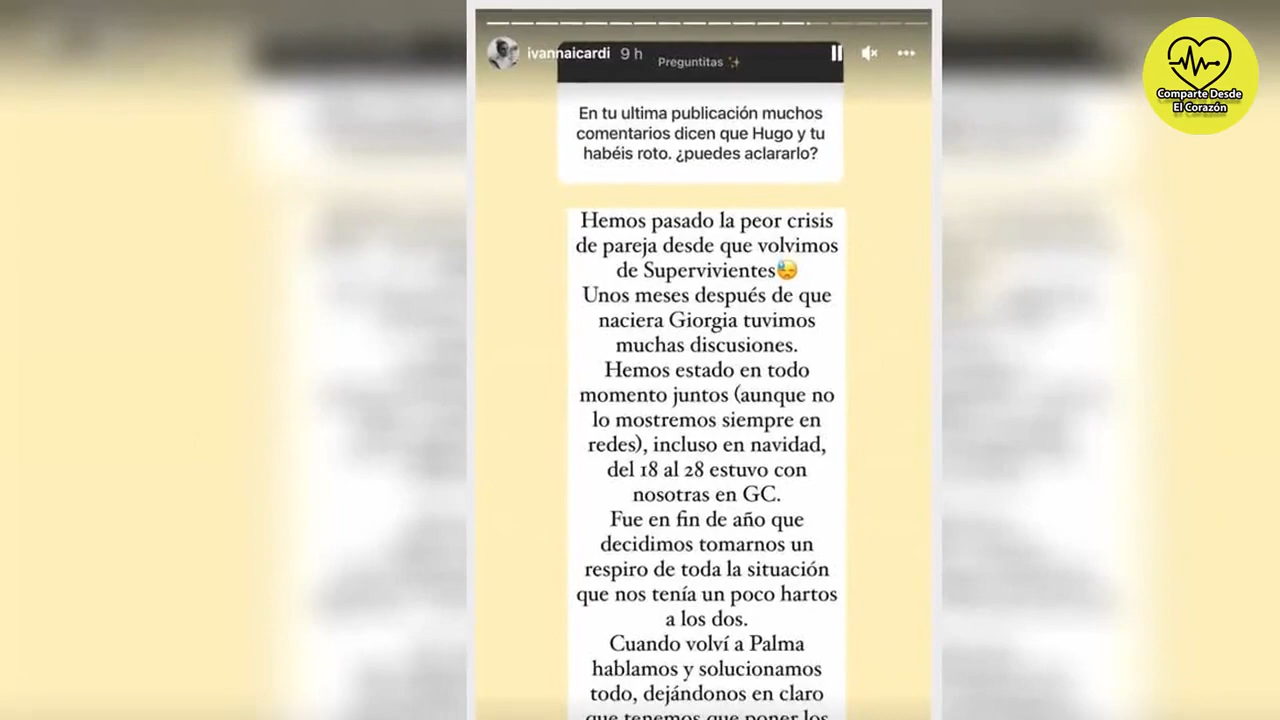 ivannaicardi 9 h
Preguntitas ✨
Comparte Desde
El Corazón
En tu ultima publicación muchos
comentarios dicen que Hugo y tu
habéis roto. ¿puedes aclararlo?
Hemos pasado la peor crisis
de pareja desde que volvimos
de Supervivientes😓
Unos meses después de que
naciera Giorgia tuvimos
muchas discusiones.
Hemos estado en todo
momento juntos (aunque no
lo mostremos siempre en
redes), incluso en navidad,
del 18 al 28 estuvo con
nosotras en GC.
Fue en fin de año que
decidimos tomarnos un
respiro de toda la situación
que nos tenía un poco hartos
a los dos.
Cuando volví a Palma
hablamos y solucionamos
todo, dejándonos en claro
que tenemos que poner los